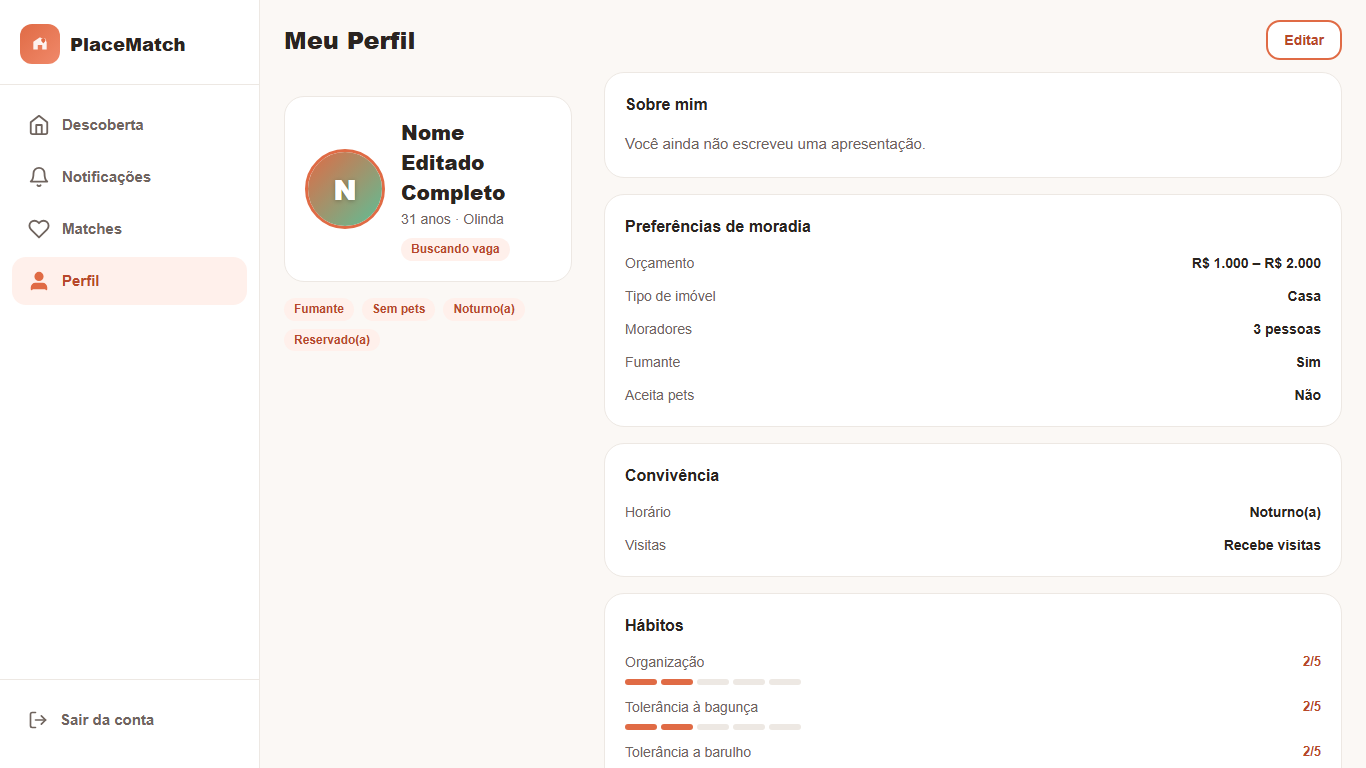 PlaceMatch
Descoberta
Notificações
Matches
Perfil
Sair da conta
Meu Perfil
Editar
N
Nome
Editado
Completo
31 anos · Olinda
Buscando vaga
Fumante Sem pets Noturno(a)
Reservado(a)
Sobre mim
Você ainda não escreveu uma apresentação.
Preferências de moradia
Orçamento R$ 1.000 – R$ 2.000
Tipo de imóvel Casa
Moradores 3 pessoas
Fumante Sim
Aceita pets Não
Convivência
Horário Noturno(a)
Visitas Recebe visitas
Hábitos
Organização 2/5
Tolerância à bagunça 2/5
Tolerância a barulho 2/5